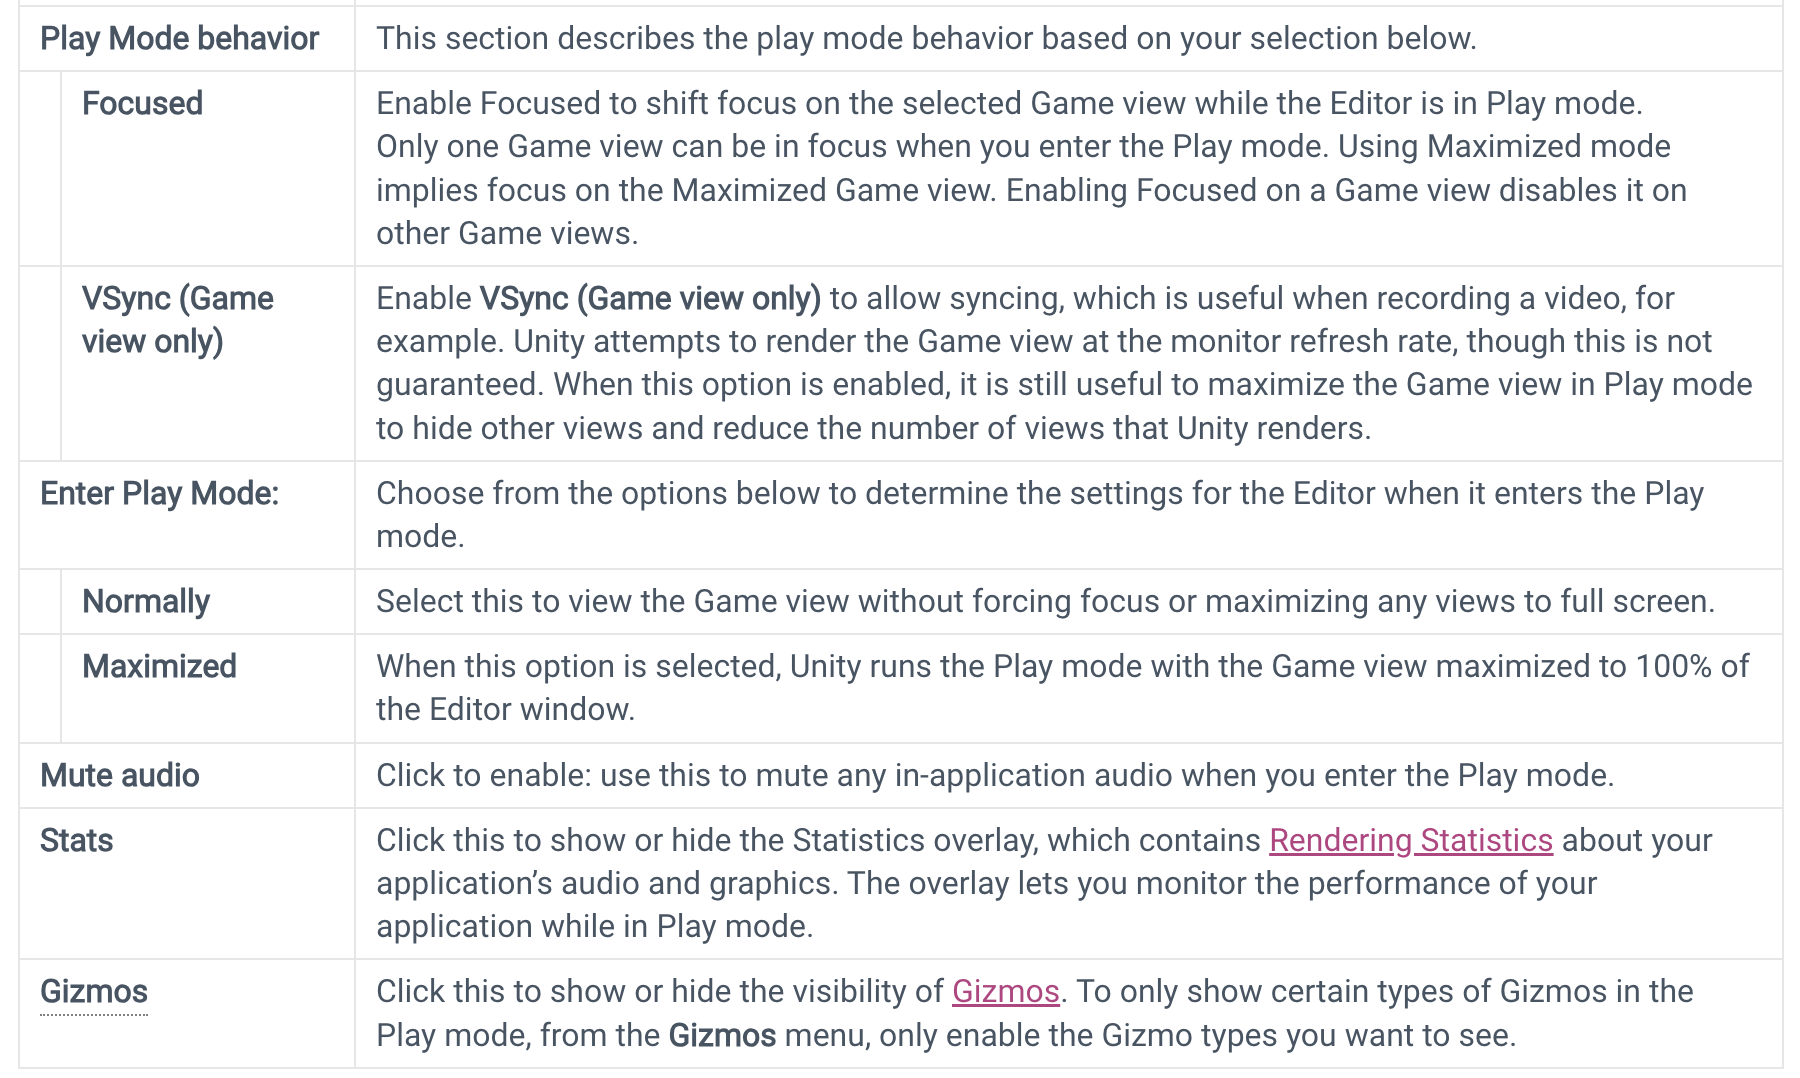 Play Mode behavior
This section describes the play mode behavior based on your selection below.
Focused
Enable Focused to shift focus on the selected Game view while the Editor is in Play mode.
Only one Game view can be in focus when you enter the Play mode. Using Maximized mode
implies focus on the Maximized Game view. Enabling Focused on a Game view disables it on
other Game views.
VSync (Game
view only)
Enable VSync (Game view only) to allow syncing, which is useful when recording a video, for
example. Unity attempts to render the Game view at the monitor refresh rate, though this is not
guaranteed. When this option is enabled, it is still useful to maximize the Game view in Play mode
to hide other views and reduce the number of views that Unity renders.
Enter Play Mode:
Choose from the options below to determine the settings for the Editor when it enters the Play
mode.
Normally
Select this to view the Game view without forcing focus or maximizing any views to full screen.
Maximized
When this option is selected, Unity runs the Play mode with the Game view maximized to 100% of
the Editor window.
Mute audio
Click to enable: use this to mute any in-application audio when you enter the Play mode.
Stats
Click this to show or hide the Statistics overlay, which contains Rendering Statistics about your
application’s audio and graphics. The overlay lets you monitor the performance of your
application while in Play mode.
Gizmos
Click this to show or hide the visibility of Gizmos. To only show certain types of Gizmos in the
Play mode, from the Gizmos menu, only enable the Gizmo types you want to see.